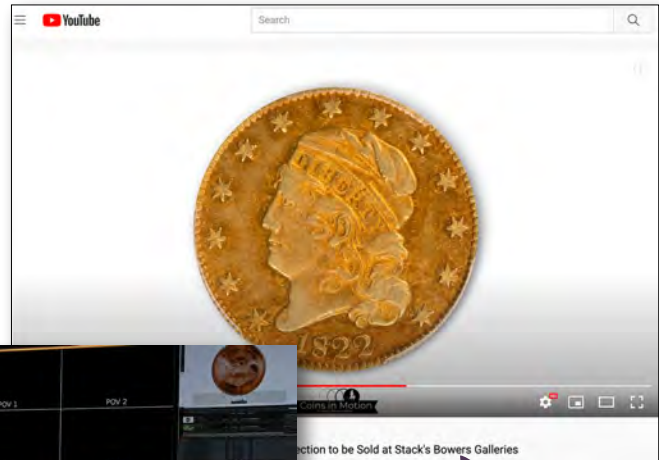 YouTube
Search
LIBERTY
1822
POV 1
POV 2
Coins in Motion
ection to be Sold at Stack's Bowers Galleries